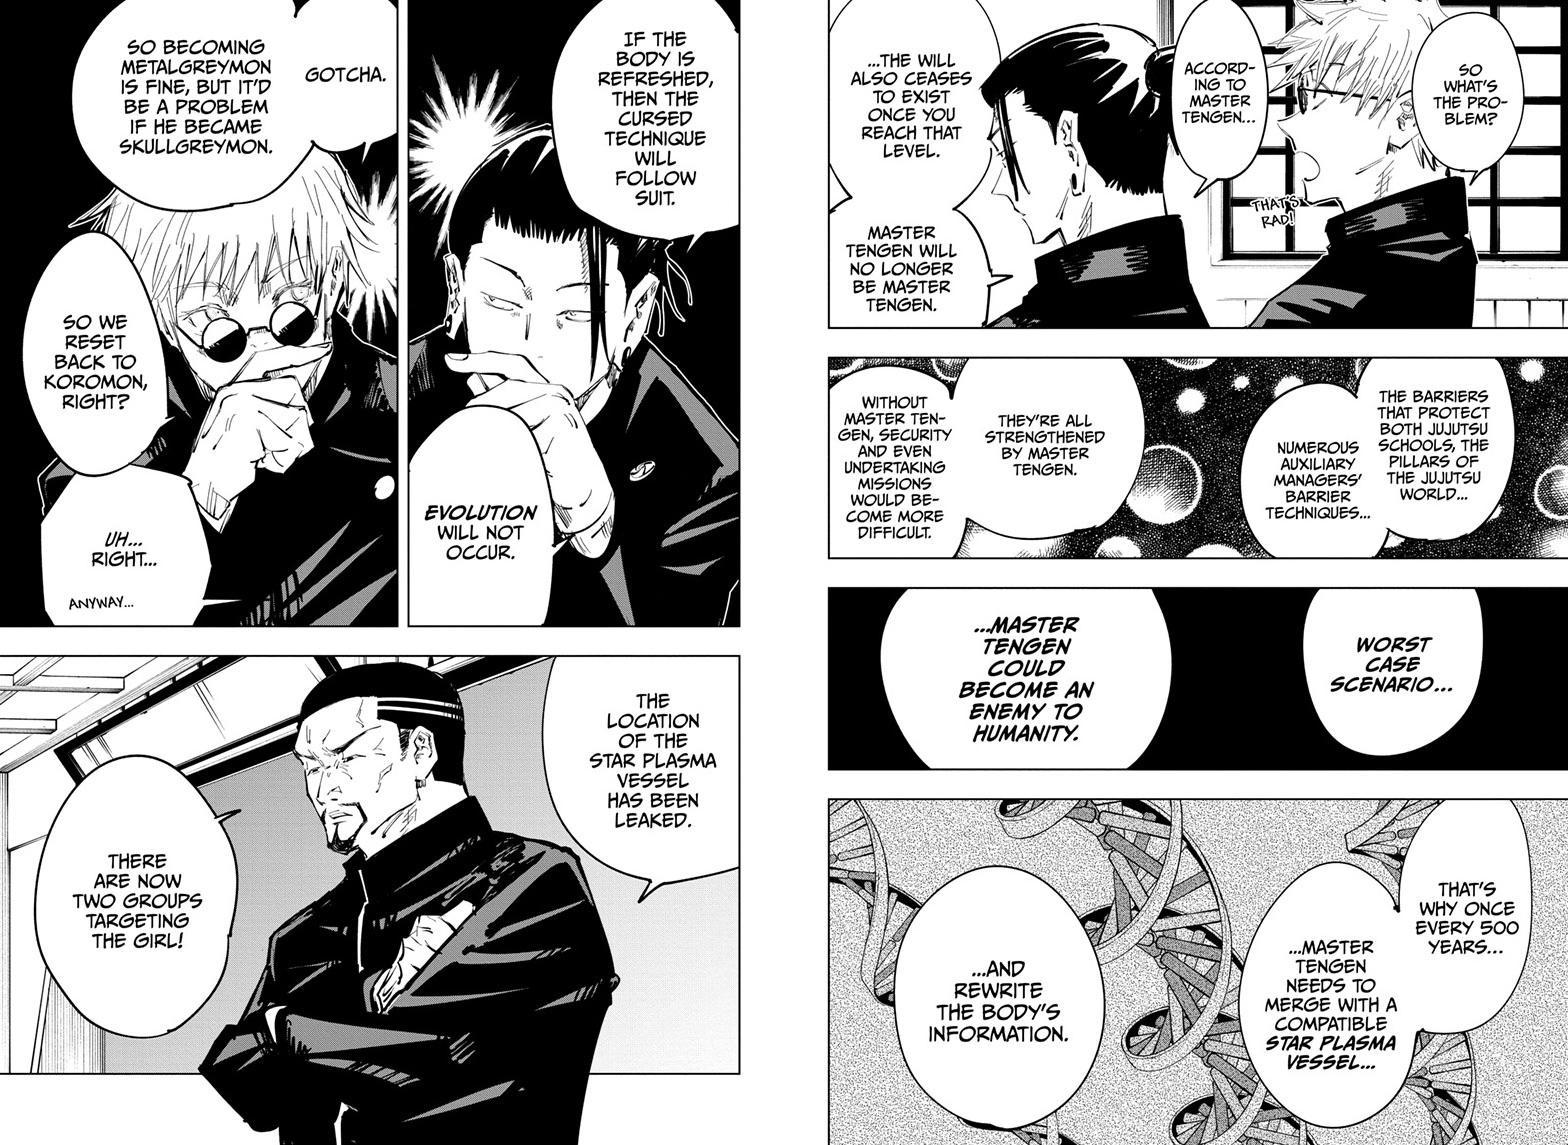 SO
WHAT'S
THE PRO-
BLEM?
THAT'S
RAD!
ACCORD-
ING TO
MASTER
TENGEN...
...THE WILL
ALSO CEASES
TO EXIST
ONCE YOU
REACH THAT
LEVEL.
MASTER
TENGEN WILL
NO LONGER
BE MASTER
TENGEN.
THE BARRIERS
THAT PROTECT
BOTH JUJUTSU
SCHOOLS, THE
PILLARS OF
THE JUJUTSU
WORLD...
NUMEROUS
AUXILIARY
MANAGERS'
BARRIER
TECHNIQUES...
THEY'RE ALL
STRENGTHENED
BY MASTER
TENGEN.
WITHOUT
MASTER TEN-
GEN, SECURITY
AND EVEN
UNDERTAKING
MISSIONS
WOULD BE-
COME MORE
DIFFICULT.
WORST
CASE
SCENARIO...
...MASTER
TENGEN
COULD
BECOME AN
ENEMY TO
HUMANITY.
THAT'S
WHY ONCE
EVERY 500
YEARS...
...MASTER
TENGEN
NEEDS TO
MERGE WITH A
COMPATIBLE
STAR PLASMA
VESSEL...
...AND
REWRITE
THE BODY'S
INFORMATION.
IF THE
BODY IS
REFRESHED,
THEN THE
CURSED
TECHNIQUE
WILL
FOLLOW
SUIT.
EVOLUTION
WILL NOT
OCCUR.
GOTCHA.
SO BECOMING
METALGREYMON
IS FINE, BUT IT'D
BE A PROBLEM
IF HE BECAME
SKULLGREYMON.
SO WE
RESET
BACK TO
KOROMON,
RIGHT?
UH...
RIGHT...
ANYWAY...
THE
LOCATION
OF THE
STAR PLASMA
VESSEL
HAS BEEN
LEAKED.
THERE
ARE NOW
TWO GROUPS
TARGETING
THE GIRL!